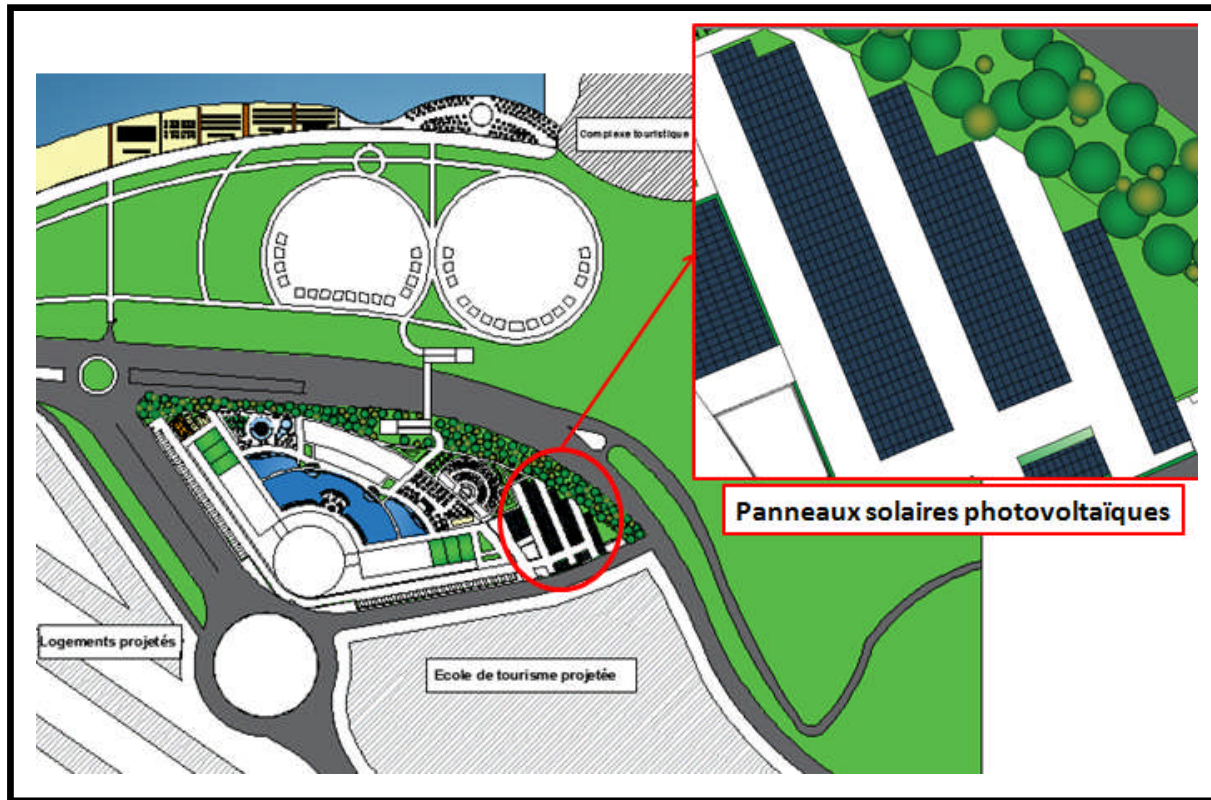 Complexe touristique
Panneaux solaires photovoltaïques
Logements projetés
Ecole de tourisme projetée